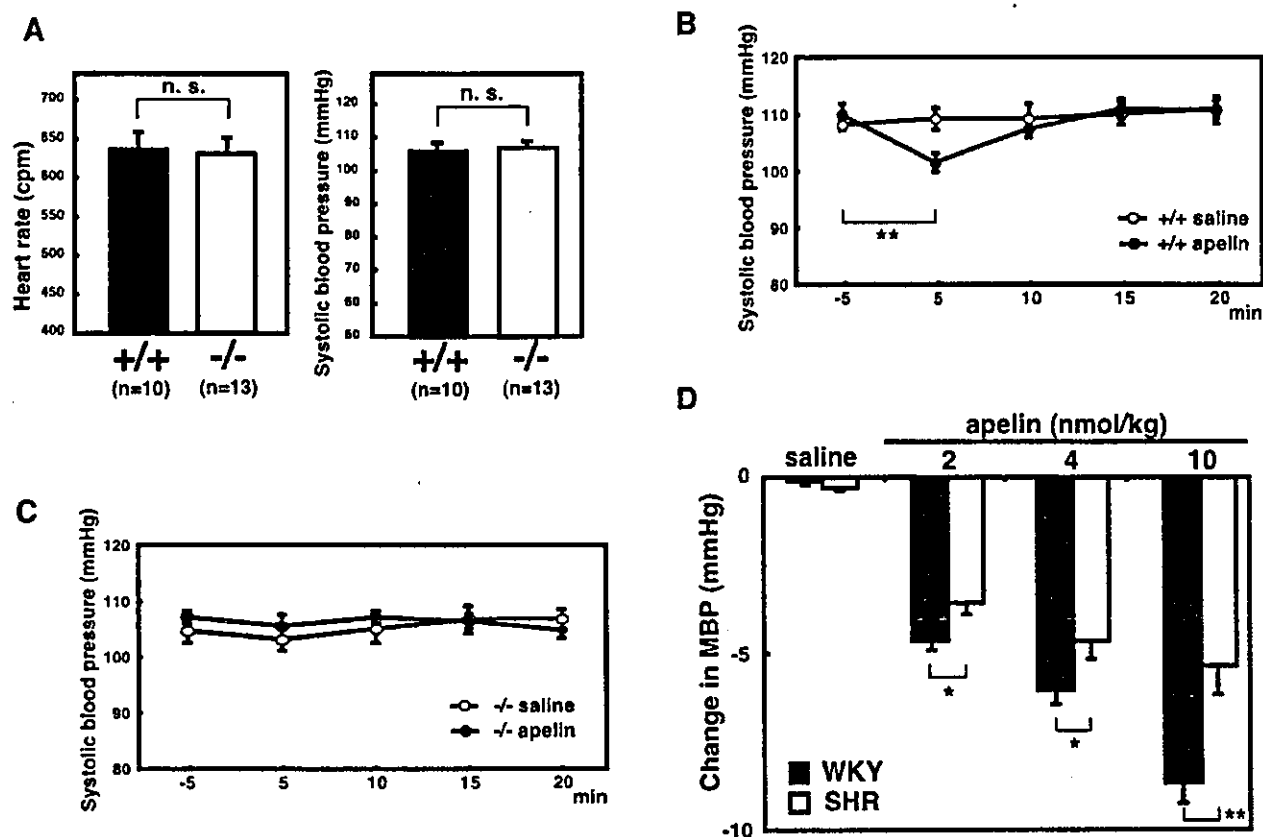 A
Heart rate (cpm)
700
650
600
550
500
450
400
n. s.
+/+
-/-
(n=10)
(n=13)
Systolic blood pressure (mmHg)
120
110
100
90
80
70
60
50
n. s.
+/+
-/-
(n=10)
(n=13)
B
Systolic blood pressure (mmHg)
120
110
100
90
80
**
+/+ saline
+/+ apelin
-5 5 10 15 20
min
C
Systolic blood pressure (mmHg)
120
110
100
90
80
-/- saline
-/- apelin
-5 5 10 15 20
min
D
apelin (nmol/kg)
saline 2 4 10
Change in MBP (mmHg)
0
-5
-10
*
*
**
WKY
SHR